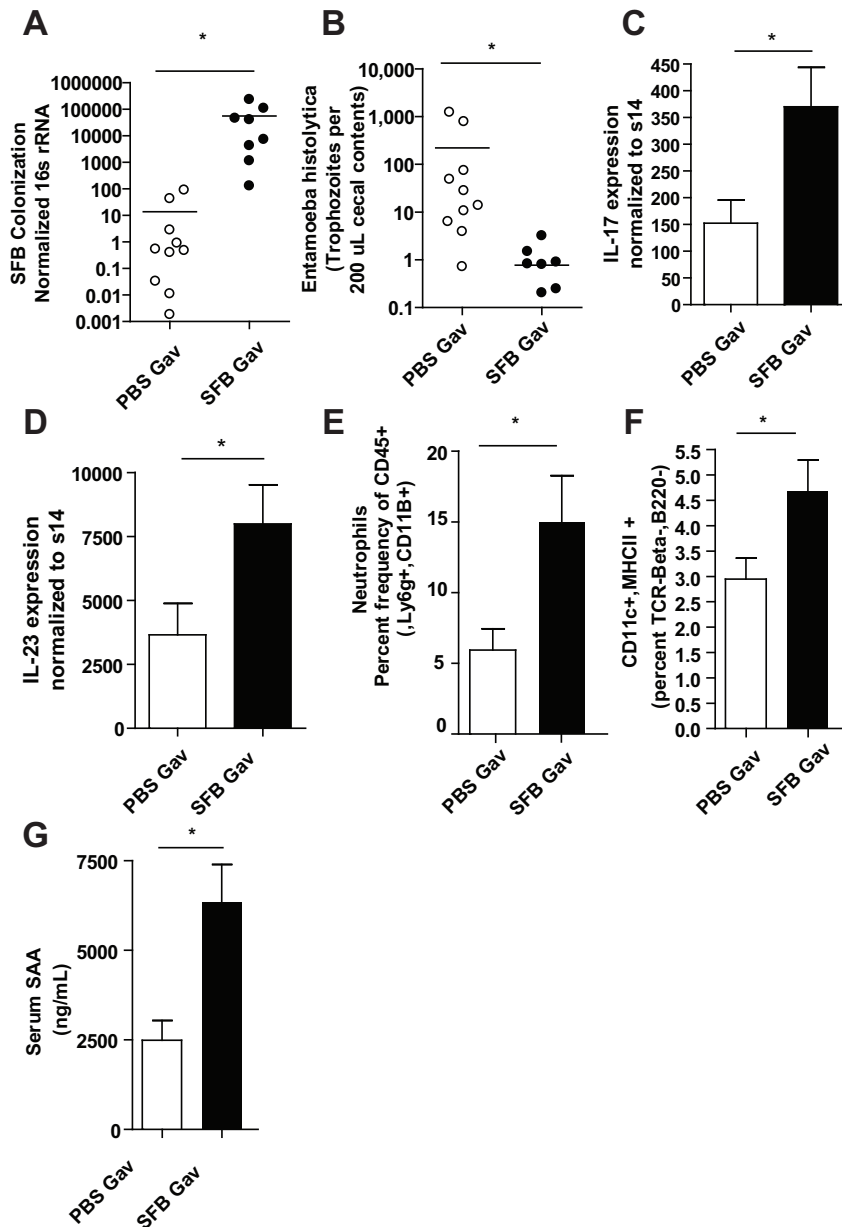 A
*
SFB Colonization
Normalized 16s rRNA
1000000
100000
10000
1000
100
10
1
0.1
0.01
0.001
PBS Gav
SFB Gav
B
*
Entamoeba histolytica
(Trophozoites per
200 uL cecal contents)
10,000
1,000
100
10
1
0.1
PBS Gav
SFB Gav
C
*
IL-17 expression
normalized to s14
450
400
350
300
250
200
150
100
50
0
PBS Gav
SFB Gav
D
*
IL-23 expression
normalized to s14
10000
7500
5000
2500
0
PBS Gav
SFB Gav
E
*
Neutrophils
Percent frequency of CD45+
(,Ly6g+,CD11B+)
20
15
10
5
0
PBS Gav
SFB Gav
F
*
CD11c+,MHCII +
(percent TCR-Beta-,B220-)
5.5
5.0
4.5
4.0
3.5
3.0
2.5
2.0
1.5
1.0
0.5
0.0
PBS Gav
SFB Gav
G
*
Serum SAA
(ng/mL)
7500
5000
2500
0
PBS Gav
SFB Gav